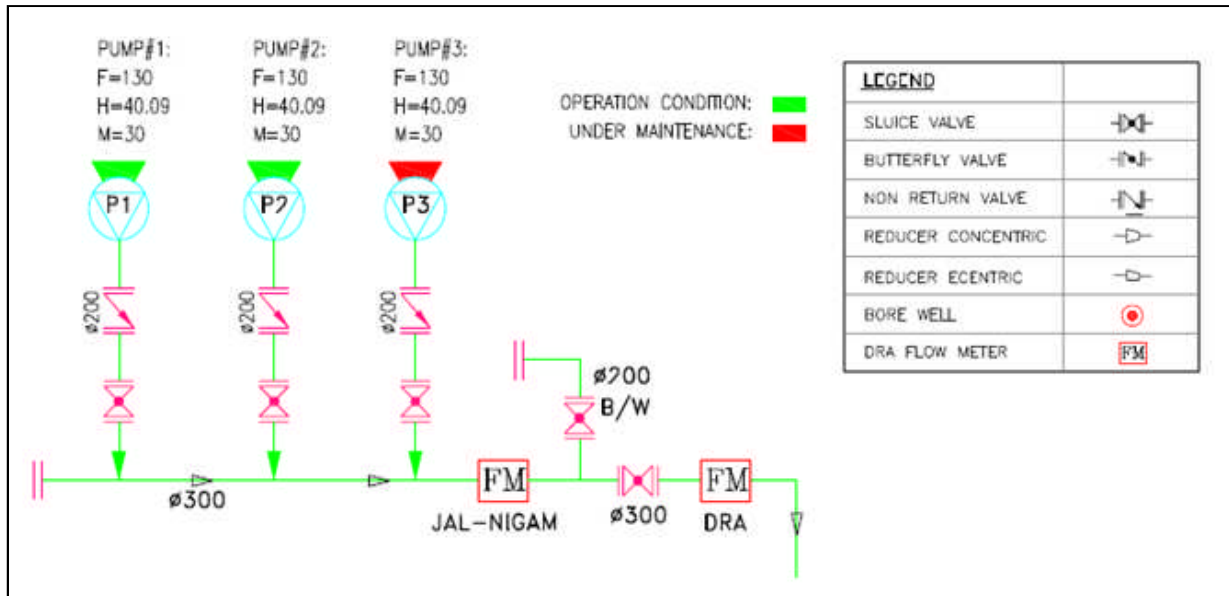 PUMP#1:
F=130
H=40.09
M=30
PUMP#2:
F=130
H=40.09
M=30
PUMP#3:
F=130
H=40.09
M=30
OPERATION CONDITION:
UNDER MAINTENANCE:
P1
P2
P3
ø200
ø200
ø200
ø200
B/W
ø300
FM
JAL-NIGAM
ø300
FM
DRA
LEGEND
SLUICE VALVE
BUTTERFLY VALVE
NON RETURN VALVE
REDUCER CONCENTRIC
REDUCER ECENTRIC
BORE WELL
DRA FLOW METER
FM